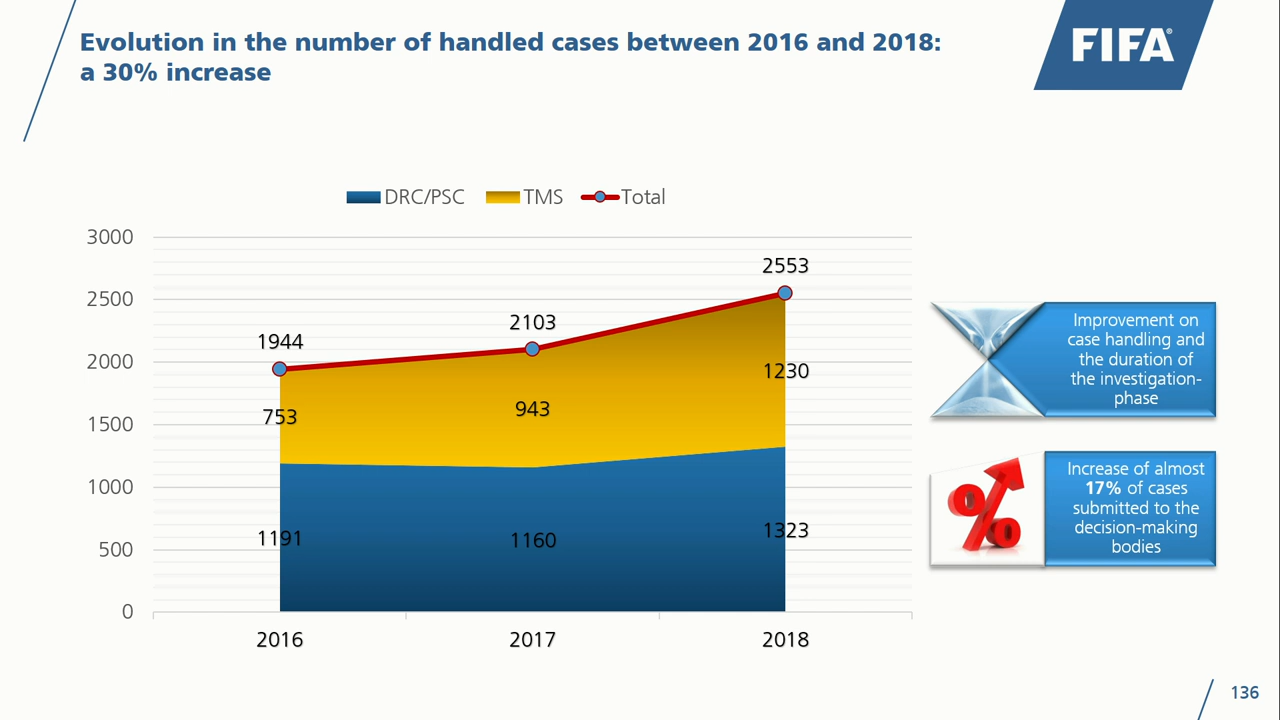 Evolution in the number of handled cases between 2016 and 2018:
a 30% increase
FIFA®
DRC/PSC TMS Total
3000
2500
2000
1500
1000
500
0
1944
2103
2553
753
943
1230
1191
1160
1323
2016 2017 2018
Improvement on
case handling and
the duration of
the investigation-
phase
%
Increase of almost
17% of cases
submitted to the
decision-making
bodies
136